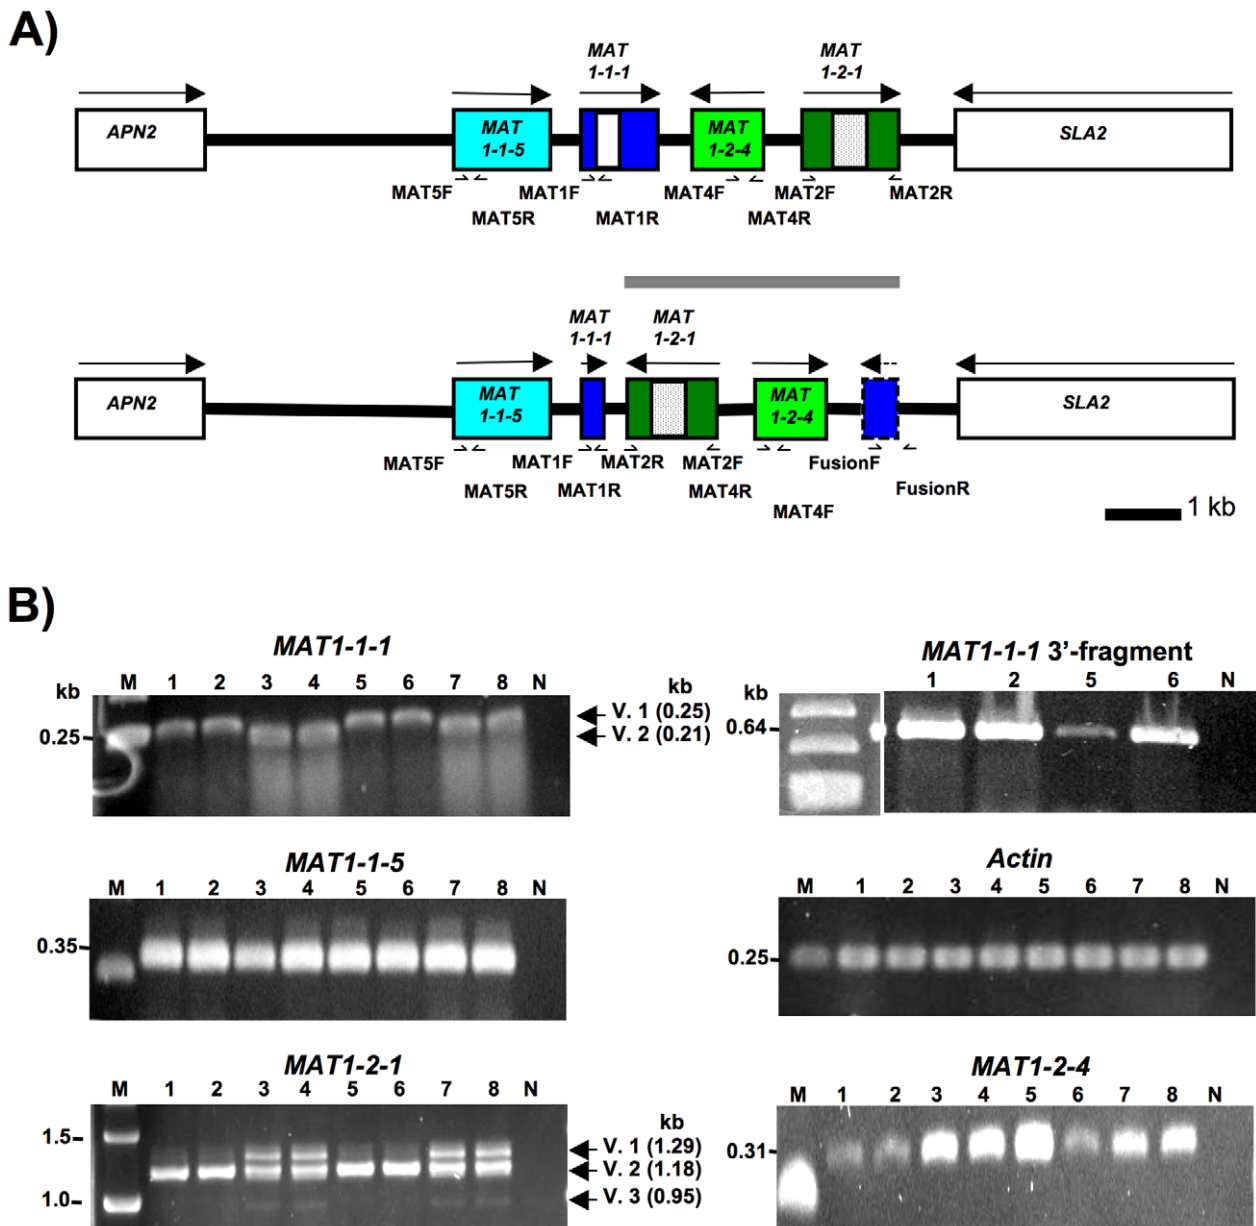 A)
MAT
1-1-1
MAT
1-2-1
APN2
MAT
1-1-5
MAT
1-2-4
SLA2
MAT5F
MAT1F
MAT4F
MAT2F
MAT2R
MAT5R
MAT1R
MAT4R
MAT
1-1-1
MAT
1-2-1
APN2
MAT
1-1-5
MAT
1-2-4
SLA2
MAT5F
MAT1F
MAT2R
MAT2F
FusionF
MAT5R
MAT1R
MAT4R
FusionR
MAT4F
1 kb
B)
MAT1-1-1
kb M 1 2 3 4 5 6 7 8 N kb
V. 1 (0.25)
0.25
V. 2 (0.21)
MAT1-1-1 3'-fragment
kb 1 2 5 6 N
0.64
MAT1-1-5
M 1 2 3 4 5 6 7 8 N
0.35
Actin
M 1 2 3 4 5 6 7 8 N
0.25
MAT1-2-1
M 1 2 3 4 5 6 7 8 N kb
1.5
V. 1 (1.29)
V. 2 (1.18)
1.0
V. 3 (0.95)
MAT1-2-4
M 1 2 3 4 5 6 7 8 N
0.31